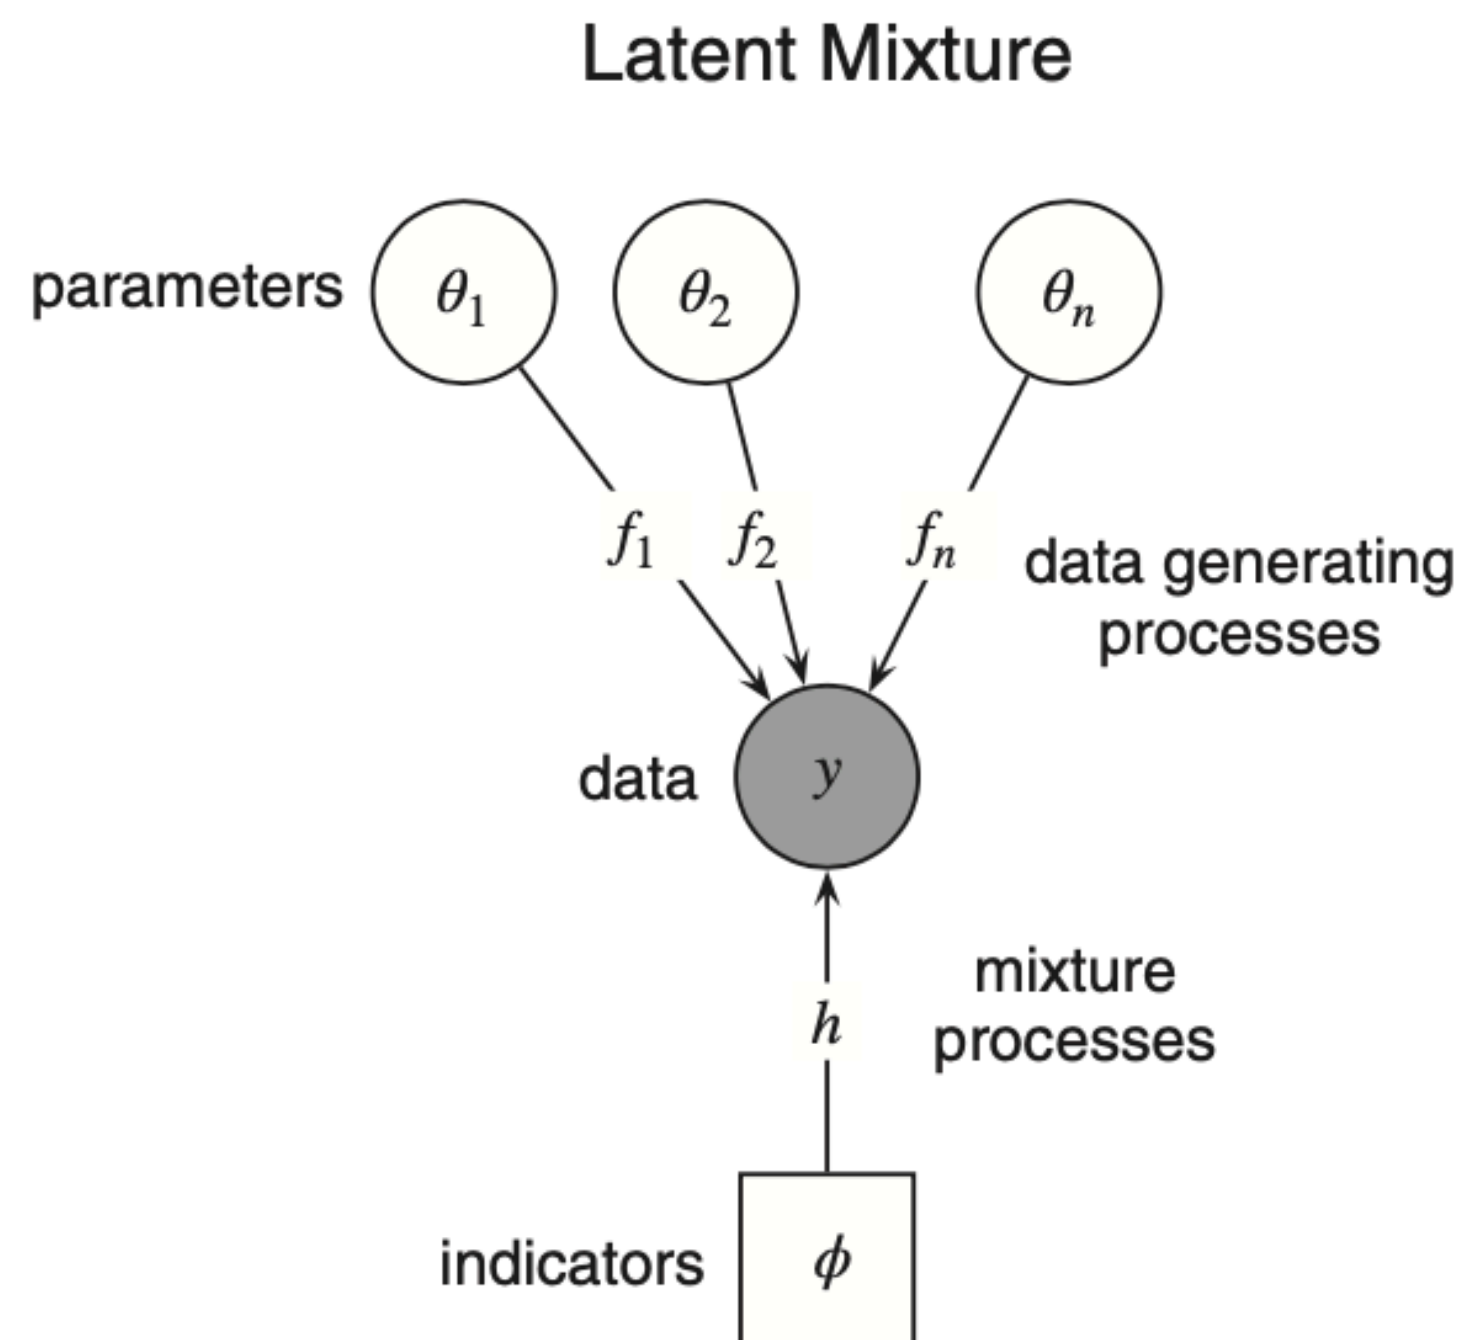 Latent Mixture
parameters
θ₁
θ₂
θₙ
f₁
f₂
fₙ
data generating
processes
data
y
h
mixture
processes
indicators
ϕ